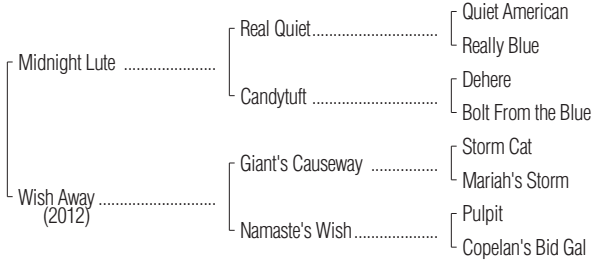 Quiet American
Real Quiet
Really Blue
Midnight Lute
Dehere
Candytuft
Bolt From the Blue
Storm Cat
Giant's Causeway
Mariah's Storm
Wish Away
(2012)
Pulpit
Namaste's Wish
Copelan's Bid Gal